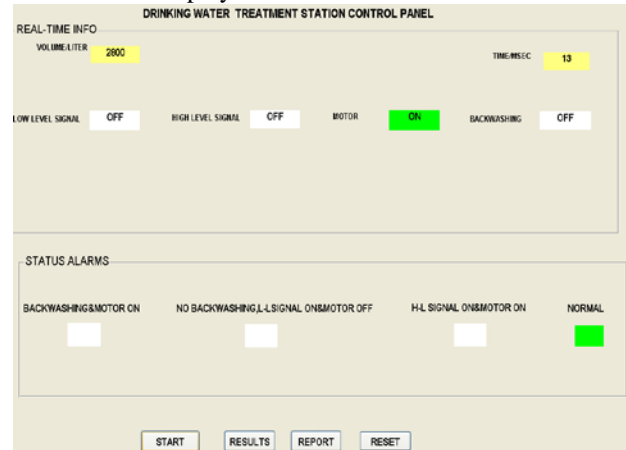 DRINKING WATER TREATMENT STATION CONTROL PANEL
REAL-TIME INFO
VOLUME/LITER 2800 TIME/MSEC 13
LOW LEVEL SIGNAL OFF HIGH LEVEL SIGNAL OFF MOTOR ON BACKWASHING OFF
STATUS ALARMS
BACKWASHING&MOTOR ON NO BACKWASHING,L-LSIGNAL ON&MOTOR OFF H-L SIGNAL ON&MOTOR ON NORMAL
START RESULTS REPORT RESET